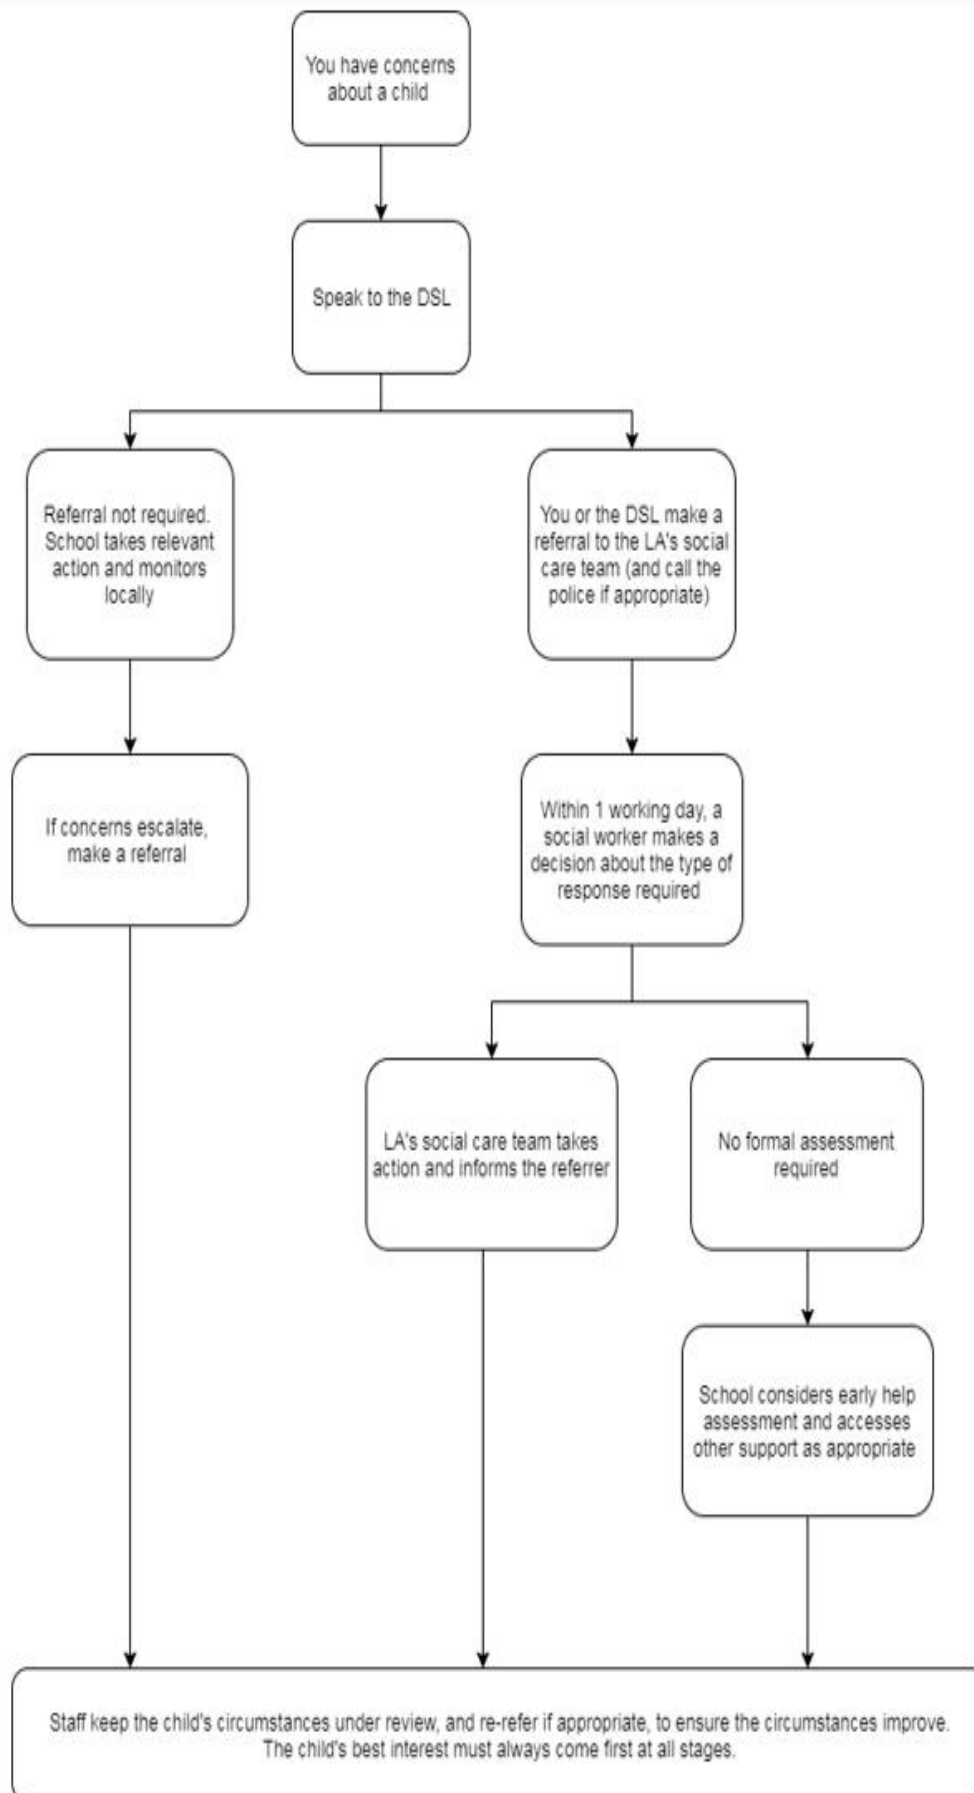 You have concerns
about a child
Speak to the DSL
Referral not required.
School takes relevant
action and monitors
locally
You or the DSL make a
referral to the LA's social
care team (and call the
police if appropriate)
If concerns escalate,
make a referral
Within 1 working day, a
social worker makes a
decision about the type of
response required
LA's social care team takes
action and informs the referrer
No formal assessment
required
School considers early help
assessment and accesses
other support as appropriate
Staff keep the child's circumstances under review, and re-refer if appropriate, to ensure the circumstances improve.
The child's best interest must always come first at all stages.